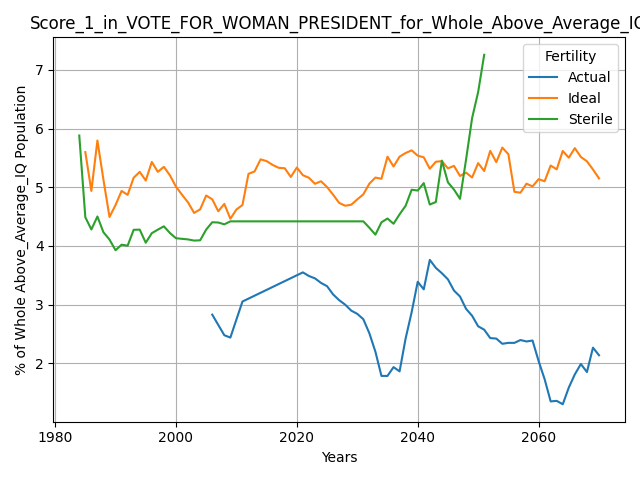 Score_1_in_VOTE_FOR_WOMAN_PRESIDENT_for_Whole_Above_Average_IQ
Fertility
Actual
Ideal
Sterile
% of Whole Above_Average_IQ Population
7
6
5
4
3
2
1980
2000
2020
2040
2060
Years